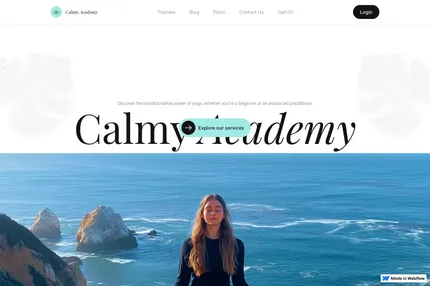 Calmy Academy
Trainers
Blog
Plans
Contact Us
Cart (0)
Login
Discover the transformative power of yoga, whether you're a beginner or an advanced practitioner.
Calmy Academy
Explore our services
Made in Webflow